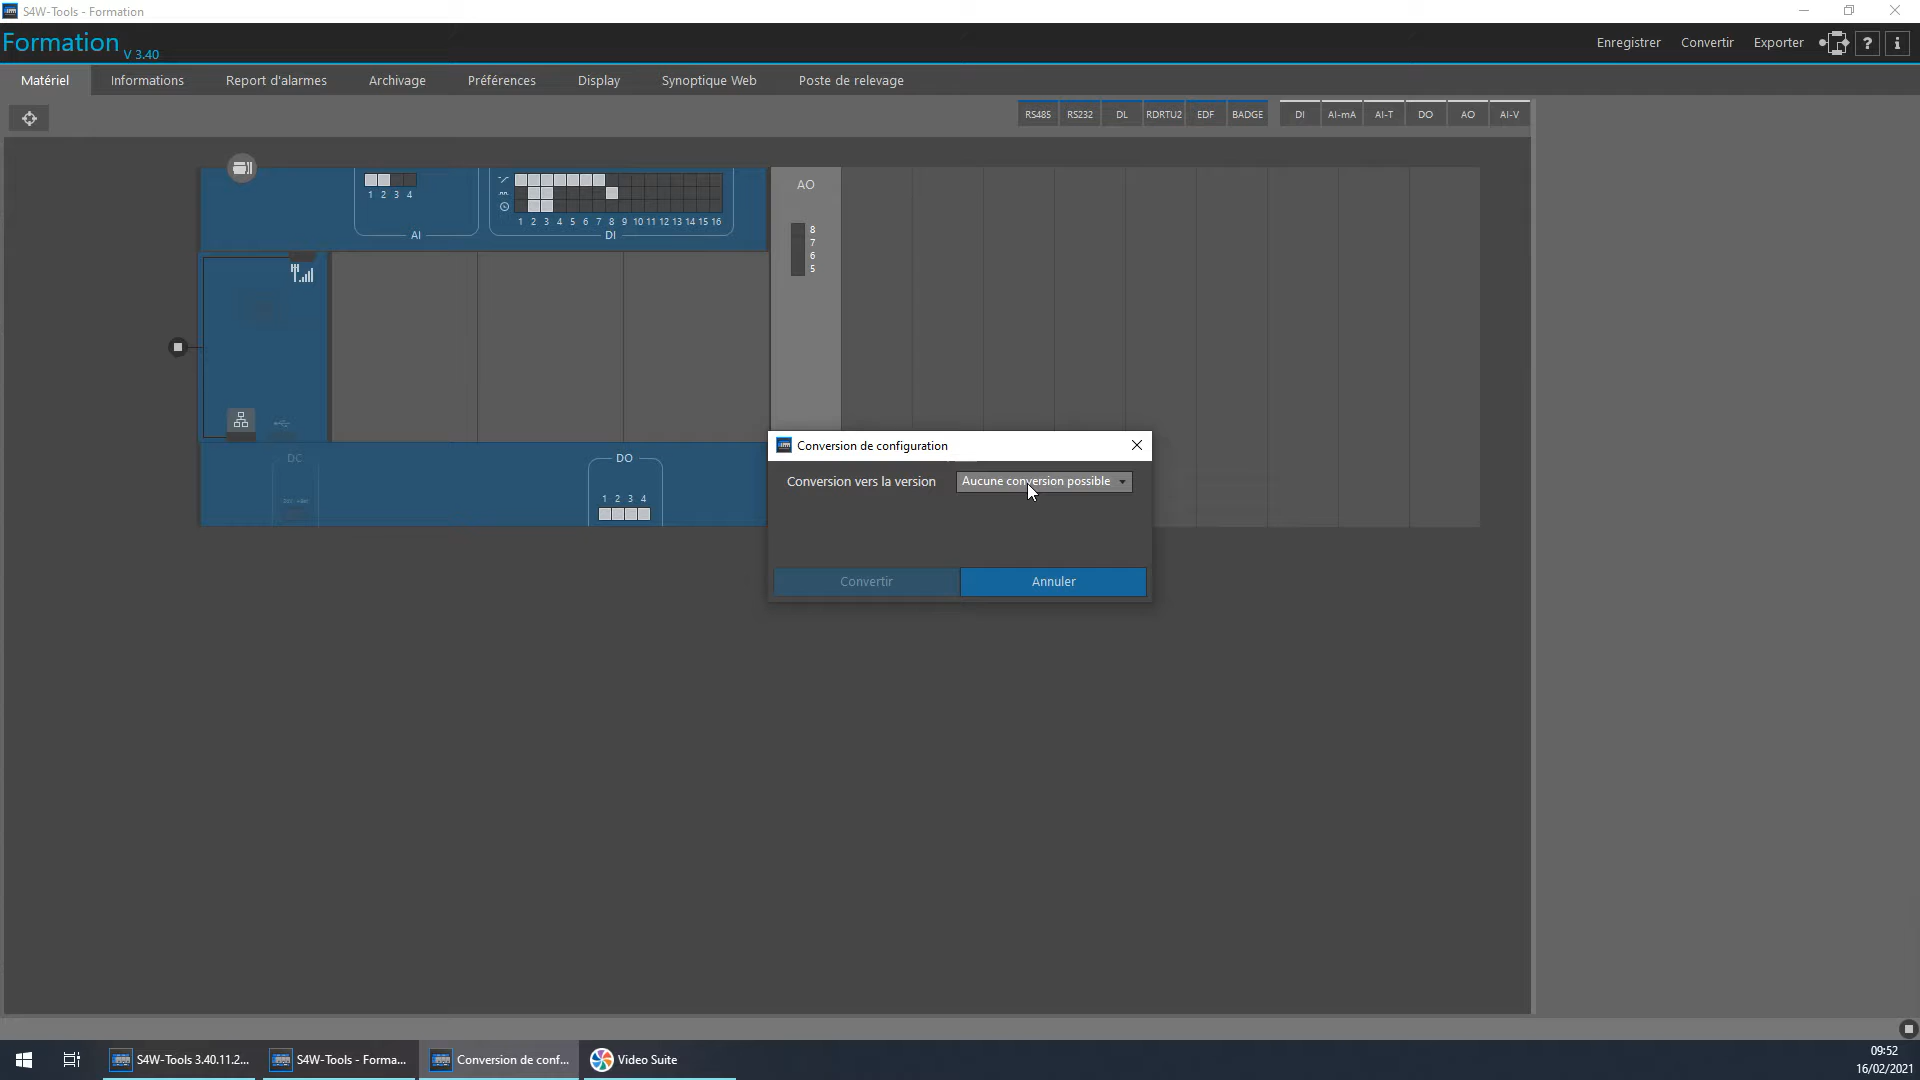 S4W-Tools - Formation
Formation V 3.40
Enregistrer Convertir Exporter ? i
Matériel Informations Report d'alarmes Archivage Préférences Display Synoptique Web Poste de relevage
RS485 RS232 DL RDRTU2 EDF BADGE DI AI-mA AI-T DO AO AI-V
1 2 3 4
AI
1 2 3 4 5 6 7 8 9 10 11 12 13 14 15 16
DI
AO
8
7
6
5
DC
DO
1 2 3 4
Conversion de configuration
Conversion vers la version Aucune conversion possible
Convertir Annuler
S4W-Tools 3.40.11.2... S4W-Tools - Forma... Conversion de conf... Video Suite
09:52
16/02/2021